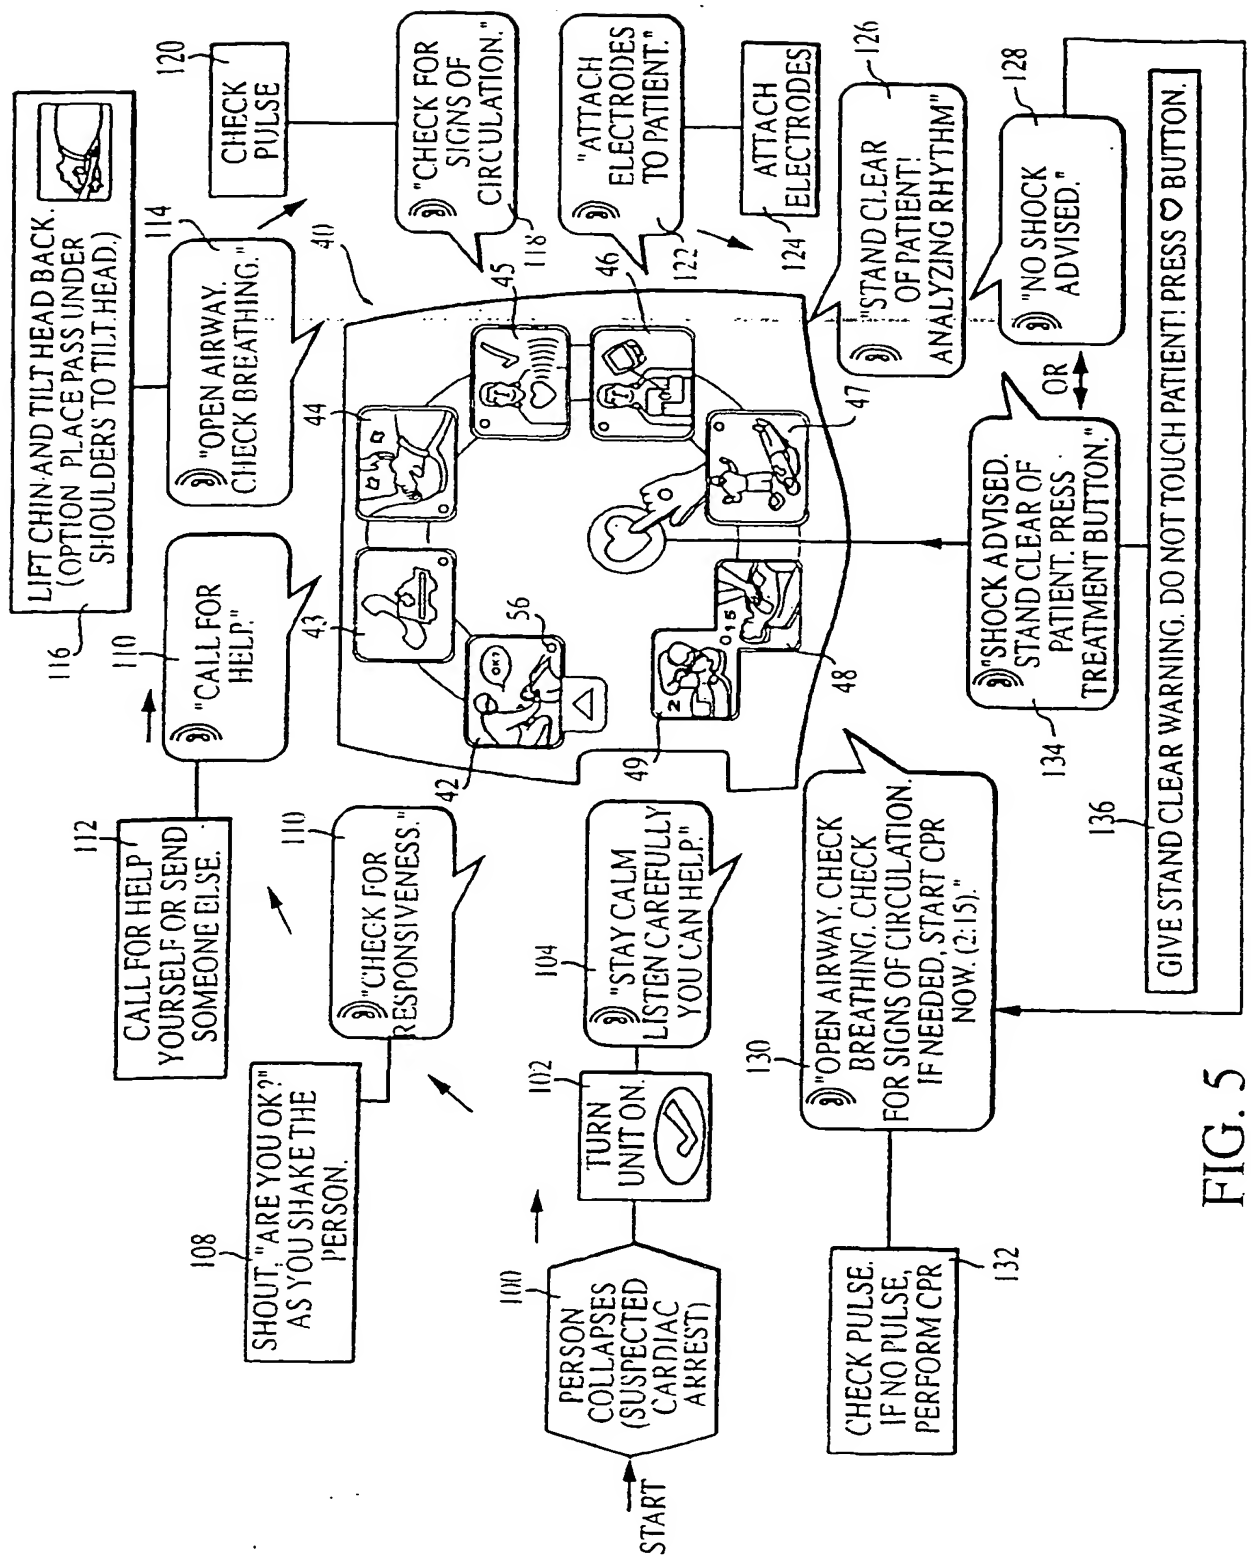 START
100
PERSON
COLLAPSES
(SUSPECTED
CARDIAC
ARREST)
102
TURN
UNIT ON.
104
"STAY CALM
LISTEN CAREFULLY
YOU CAN HELP."
108
SHOUT, "ARE YOU OK?"
AS YOU SHAKE THE
PERSON.
110
"CHECK FOR
RESPONSIVENESS."
112
CALL FOR HELP
YOURSELF OR SEND
SOMEONE ELSE.
110
"CALL FOR
HELP."
116
LIFT CHIN AND TILT HEAD BACK.
(OPTION PLACE PASS UNDER
SHOULDERS TO TILT HEAD.)
114
"OPEN AIRWAY.
CHECK BREATHING."
120
CHECK
PULSE
"CHECK FOR
SIGNS OF
CIRCULATION."
118
40
42
OK?
56
43
44
45
46
47
48
15
49
2
"ATTACH
ELECTRODES
TO PATIENT."
122
124
ATTACH
ELECTRODES
126
"STAND CLEAR
OF PATIENT!
ANALYZING RHYTHM"
128
"NO SHOCK
ADVISED."
OR
134
"SHOCK ADVISED.
STAND CLEAR OF
PATIENT. PRESS
TREATMENT BUTTON."
136
GIVE STAND CLEAR WARNING. DO NOT TOUCH PATIENT! PRESS ♡ BUTTON.
130
"OPEN AIRWAY. CHECK
BREATHING. CHECK
FOR SIGNS OF CIRCULATION.
IF NEEDED, START CPR
NOW. (2:15)."
132
CHECK PULSE.
IF NO PULSE,
PERFORM CPR
FIG. 5